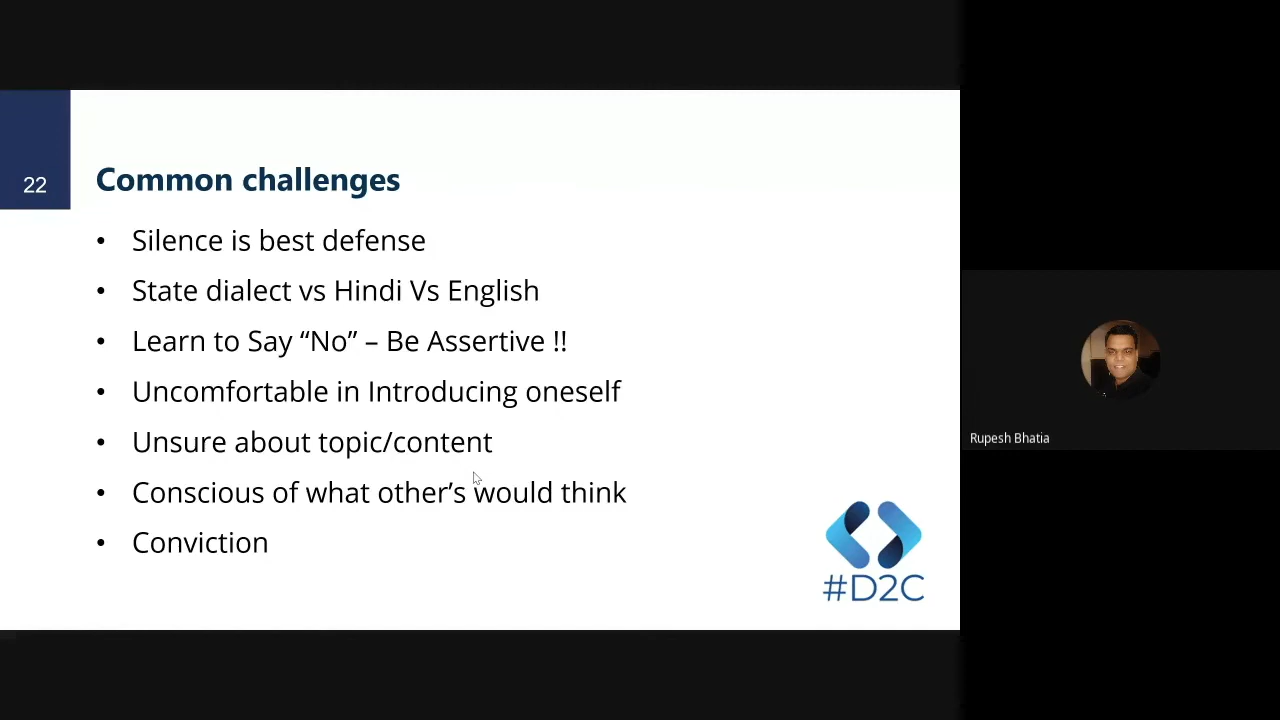 22
Common challenges
• Silence is best defense
• State dialect vs Hindi Vs English
• Learn to Say “No” – Be Assertive !!
• Uncomfortable in Introducing oneself
• Unsure about topic/content
• Conscious of what other’s would think
• Conviction
#D2C
Rupesh Bhatia